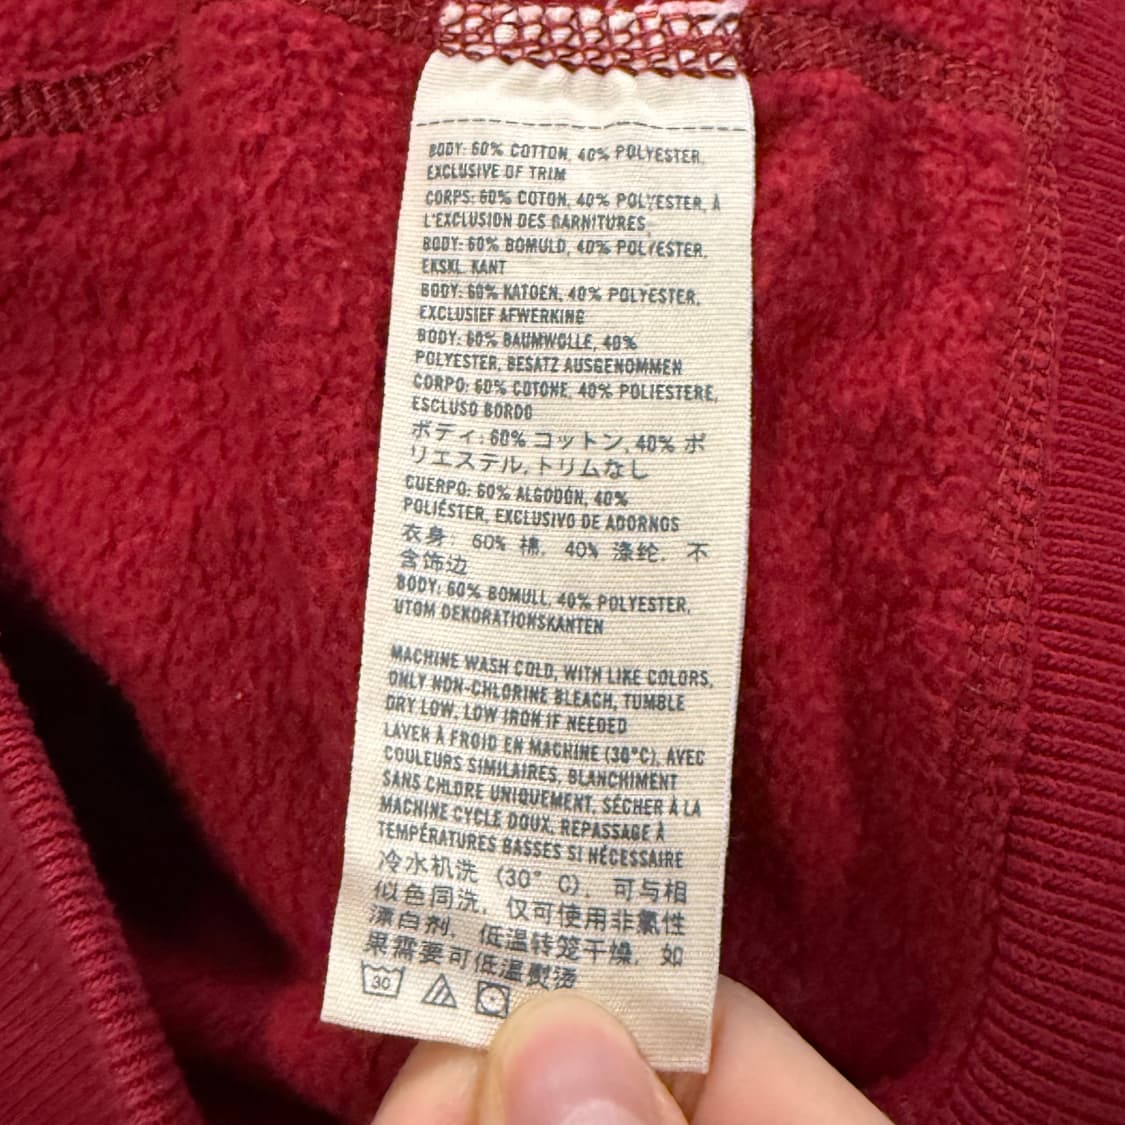 BODY: 60% COTTON, 40% POLYESTER,
EXCLUSIVE OF TRIM
CORPS: 60% COTON, 40% POLYESTER, À
L'EXCLUSION DES GARNITURES
BODY: 60% BOMULD, 40% POLYESTER,
EKSKL. KANT
BODY: 60% KATOEN, 40% POLYESTER,
EXCLUSIEF AFWERKING
BODY: 60% BAUMWOLLE, 40%
POLYESTER, BESATZ AUSGENOMMEN
CORPO: 60% COTONE, 40% POLIESTERE,
ESCLUSO BORDO
ボディ: 60% コットン, 40% ポ
リエステル, トリムなし
CUERPO: 60% ALGODÓN, 40%
POLIÉSTER, EXCLUSIVO DE ADORNOS
衣身: 60% 棉, 40% 涤纶, 不
含饰边
BODY: 60% BOMULL, 40% POLYESTER,
UTOM DEKORATIONSKANTEN
MACHINE WASH COLD, WITH LIKE COLORS,
ONLY NON-CHLORINE BLEACH, TUMBLE
DRY LOW, LOW IRON IF NEEDED
LAVER À FROID EN MACHINE (30°C), AVEC
COULEURS SIMILAIRES, BLANCHIMENT
SANS CHLORE UNIQUEMENT, SÉCHER À LA
MACHINE CYCLE DOUX, REPASSAGE À
TEMPÉRATURES BASSES SI NÉCESSAIRE
冷水机洗 (30° C), 可与相
似色同洗, 仅可使用非氯性
漂白剂, 低温转笼干燥, 如
果需要可低温熨烫
30